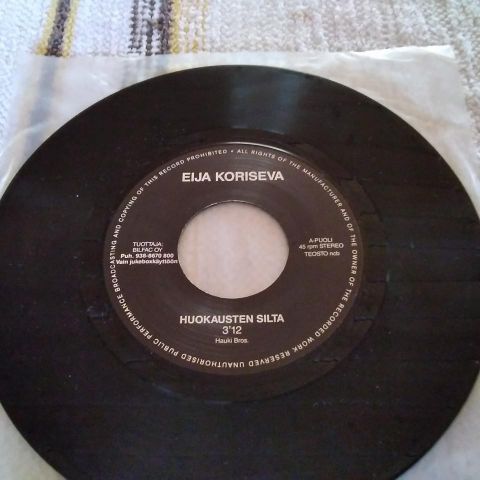 ALL RIGHTS OF THE MANUFACTURER AND OF THE OWNER OF THE RECORDED WORK RESERVED UNAUTHORISED PUBLIC PERFORMANCE BROADCASTING AND COPYING OF THIS RECORD PROHIBITED •
EIJA KORISEVA
TUOTTAJA:
BILFAC OY
Puh. 938-6670 800
Vain jukeboxkäyttöön
A-PUOLI
45 rpm STEREO
TEOSTO ncb
HUOKAUSTEN SILTA
3'12
Hauki Bros.